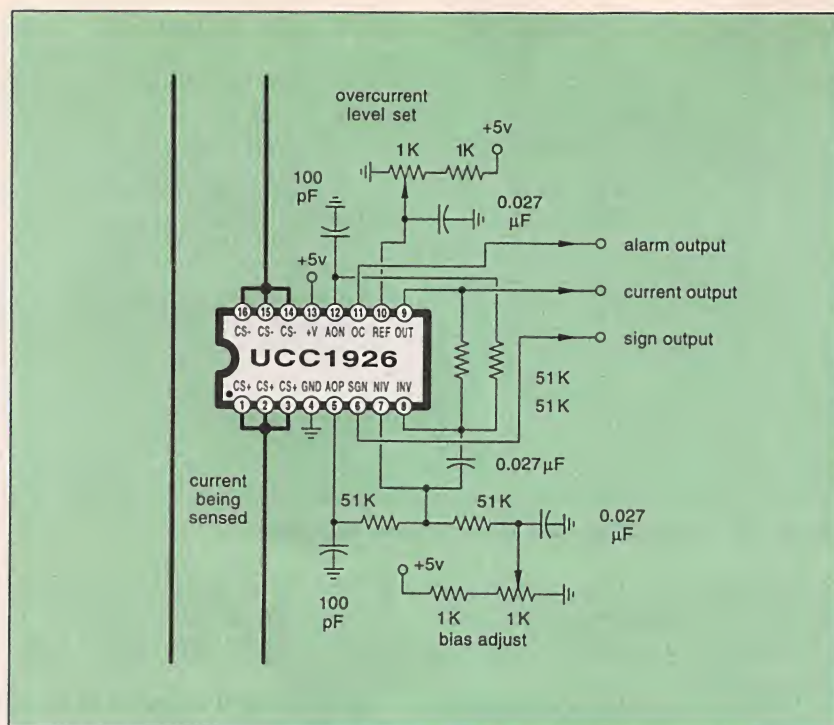 overcurrent
level set
+5v
1K
1K
100
pF
0.027
µF
+5v
alarm output
current output
sign output
16 15 14 13 12 11 10 9
CS- CS- CS- +V AON OC REF OUT
UCC1926
CS+ CS+ CS+ GND AOP SGN NIV INV
1 2 3 4 5 6 7 8
51K
51K
0.027µF
current
being
sensed
51K
51K
0.027
µF
+5v
100
pF
1K
1K
bias adjust